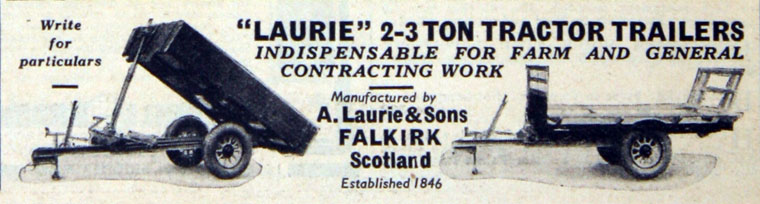 Write
for
particulars
"LAURIE" 2-3 TON TRACTOR TRAILERS
INDISPENSABLE FOR FARM AND GENERAL
CONTRACTING WORK
Manufactured by
A. Laurie & Sons
FALKIRK
Scotland
Established 1846